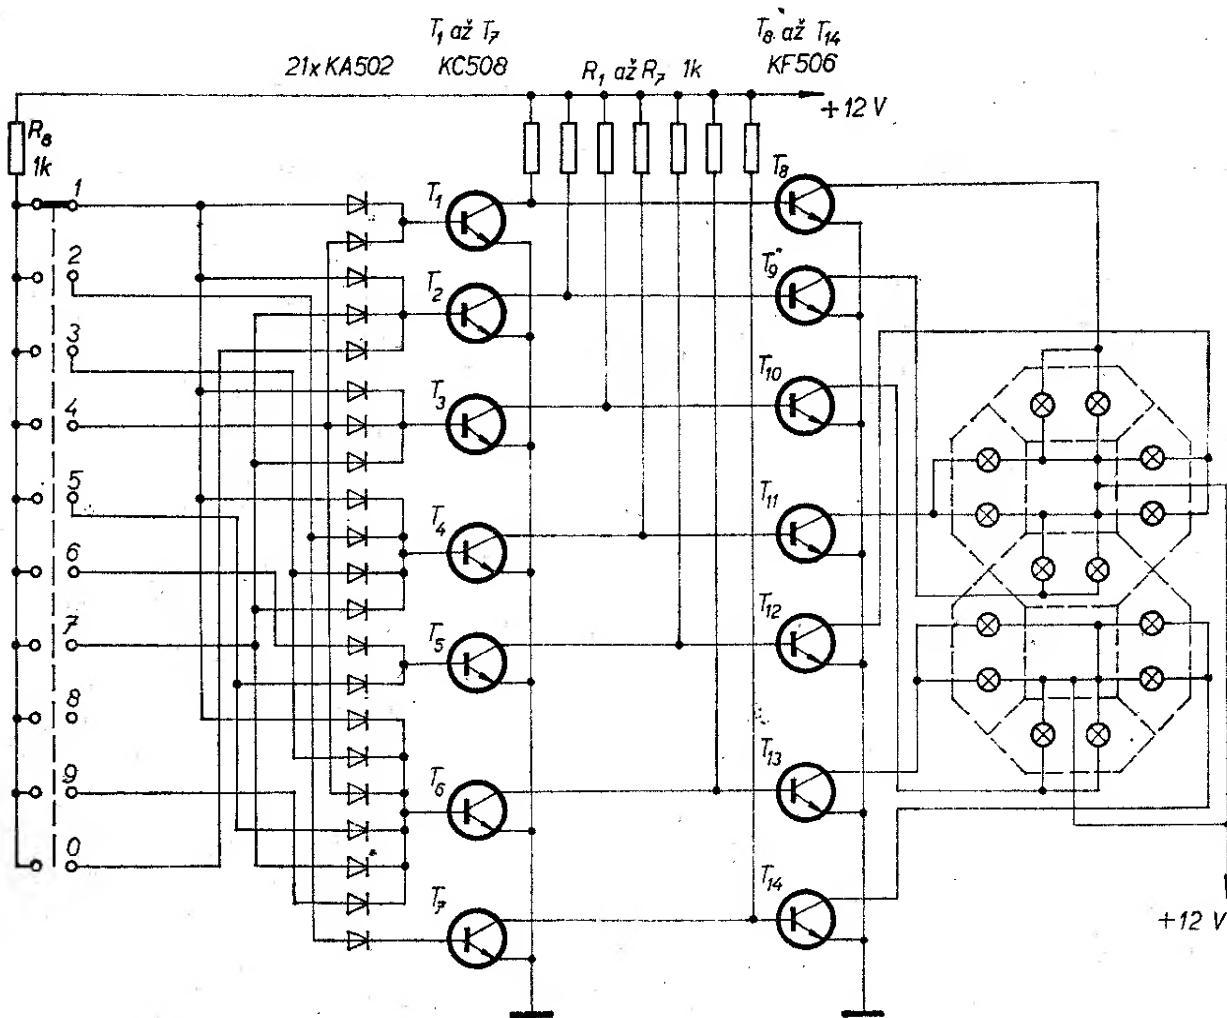 T₁ až T₇
T₈ až T₁₄
21x KA502
KC508
R₁ až R₇ 1k
KF506
+12 V
R₈
1k
1
2
3
4
5
6
7
8
9
0
T₁
T₂
T₃
T₄
T₅
T₆
T₇
T₈
T₉
T₁₀
T₁₁
T₁₂
T₁₃
T₁₄
+12 V